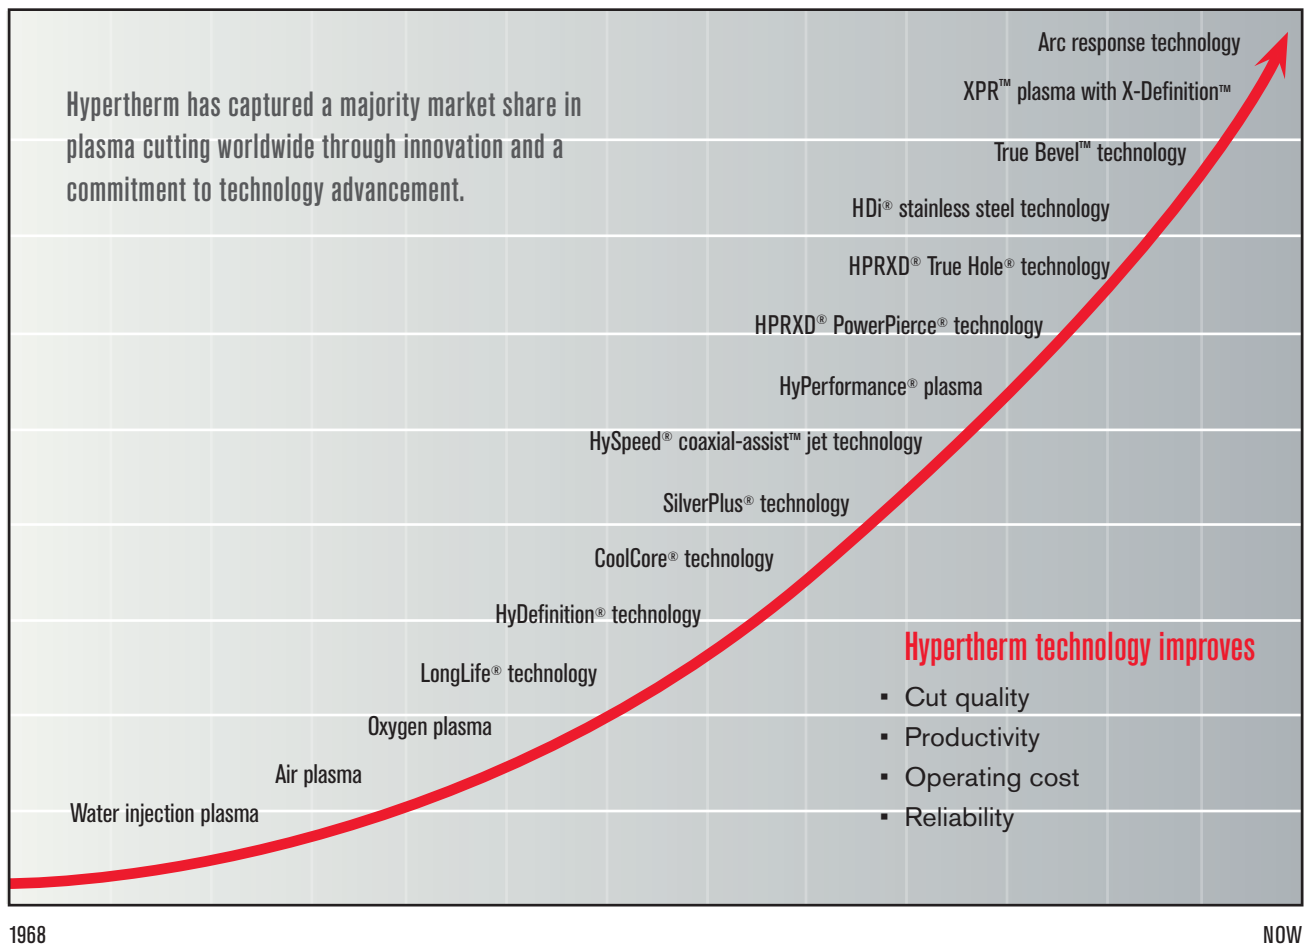 Arc response technology
XPR™ plasma with X-Definition™
Hypertherm has captured a majority market share in
plasma cutting worldwide through innovation and a
commitment to technology advancement.
True Bevel™ technology
HDi® stainless steel technology
HPRXD® True Hole® technology
HPRXD® PowerPierce® technology
HyPerformance® plasma
HySpeed® coaxial-assist™ jet technology
SilverPlus® technology
CoolCore® technology
HyDefinition® technology
LongLife® technology
Oxygen plasma
Air plasma
Water injection plasma
Hypertherm technology improves
▪ Cut quality
▪ Productivity
▪ Operating cost
▪ Reliability
1968
NOW